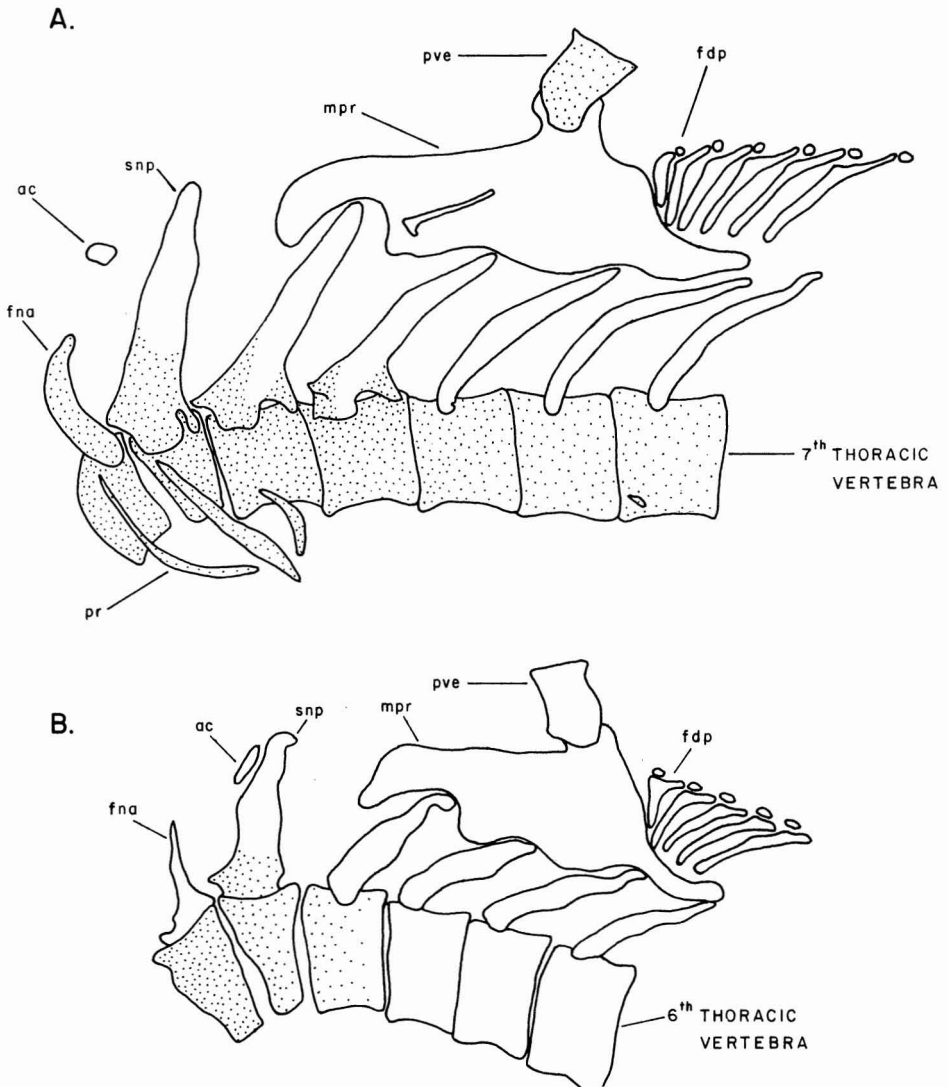 A.
pve
fdp
mpr
snp
ac
fna
7th THORACIC
VERTEBRA
pr
B.
pve
mpr
snp
ac
fdp
fna
6th THORACIC
VERTEBRA